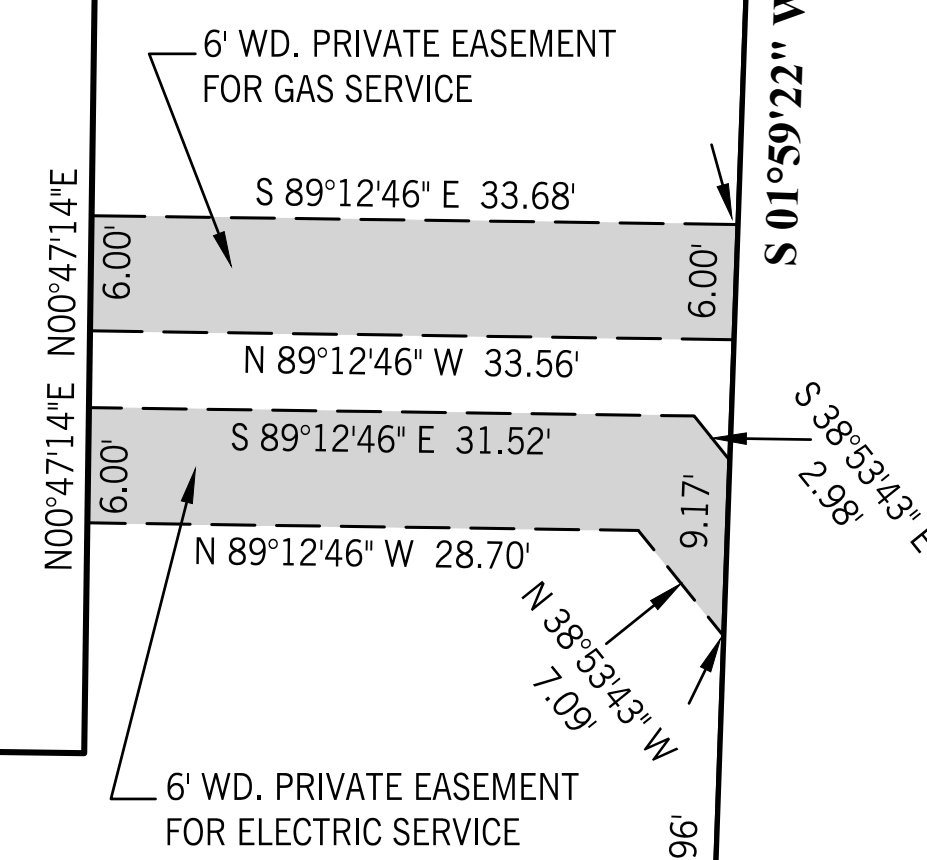 6' WD. PRIVATE EASEMENT
FOR GAS SERVICE
S 01°59'22" W
S 89°12'46" E 33.68'
N00°47'14"E
6.00'
6.00'
N 89°12'46" W 33.56'
S 38°53'43" E
2.98'
N00°47'14"E
6.00'
S 89°12'46" E 31.52'
9.17'
N 89°12'46" W 28.70'
N 38°53'43" W
7.09'
6' WD. PRIVATE EASEMENT
FOR ELECTRIC SERVICE
96'